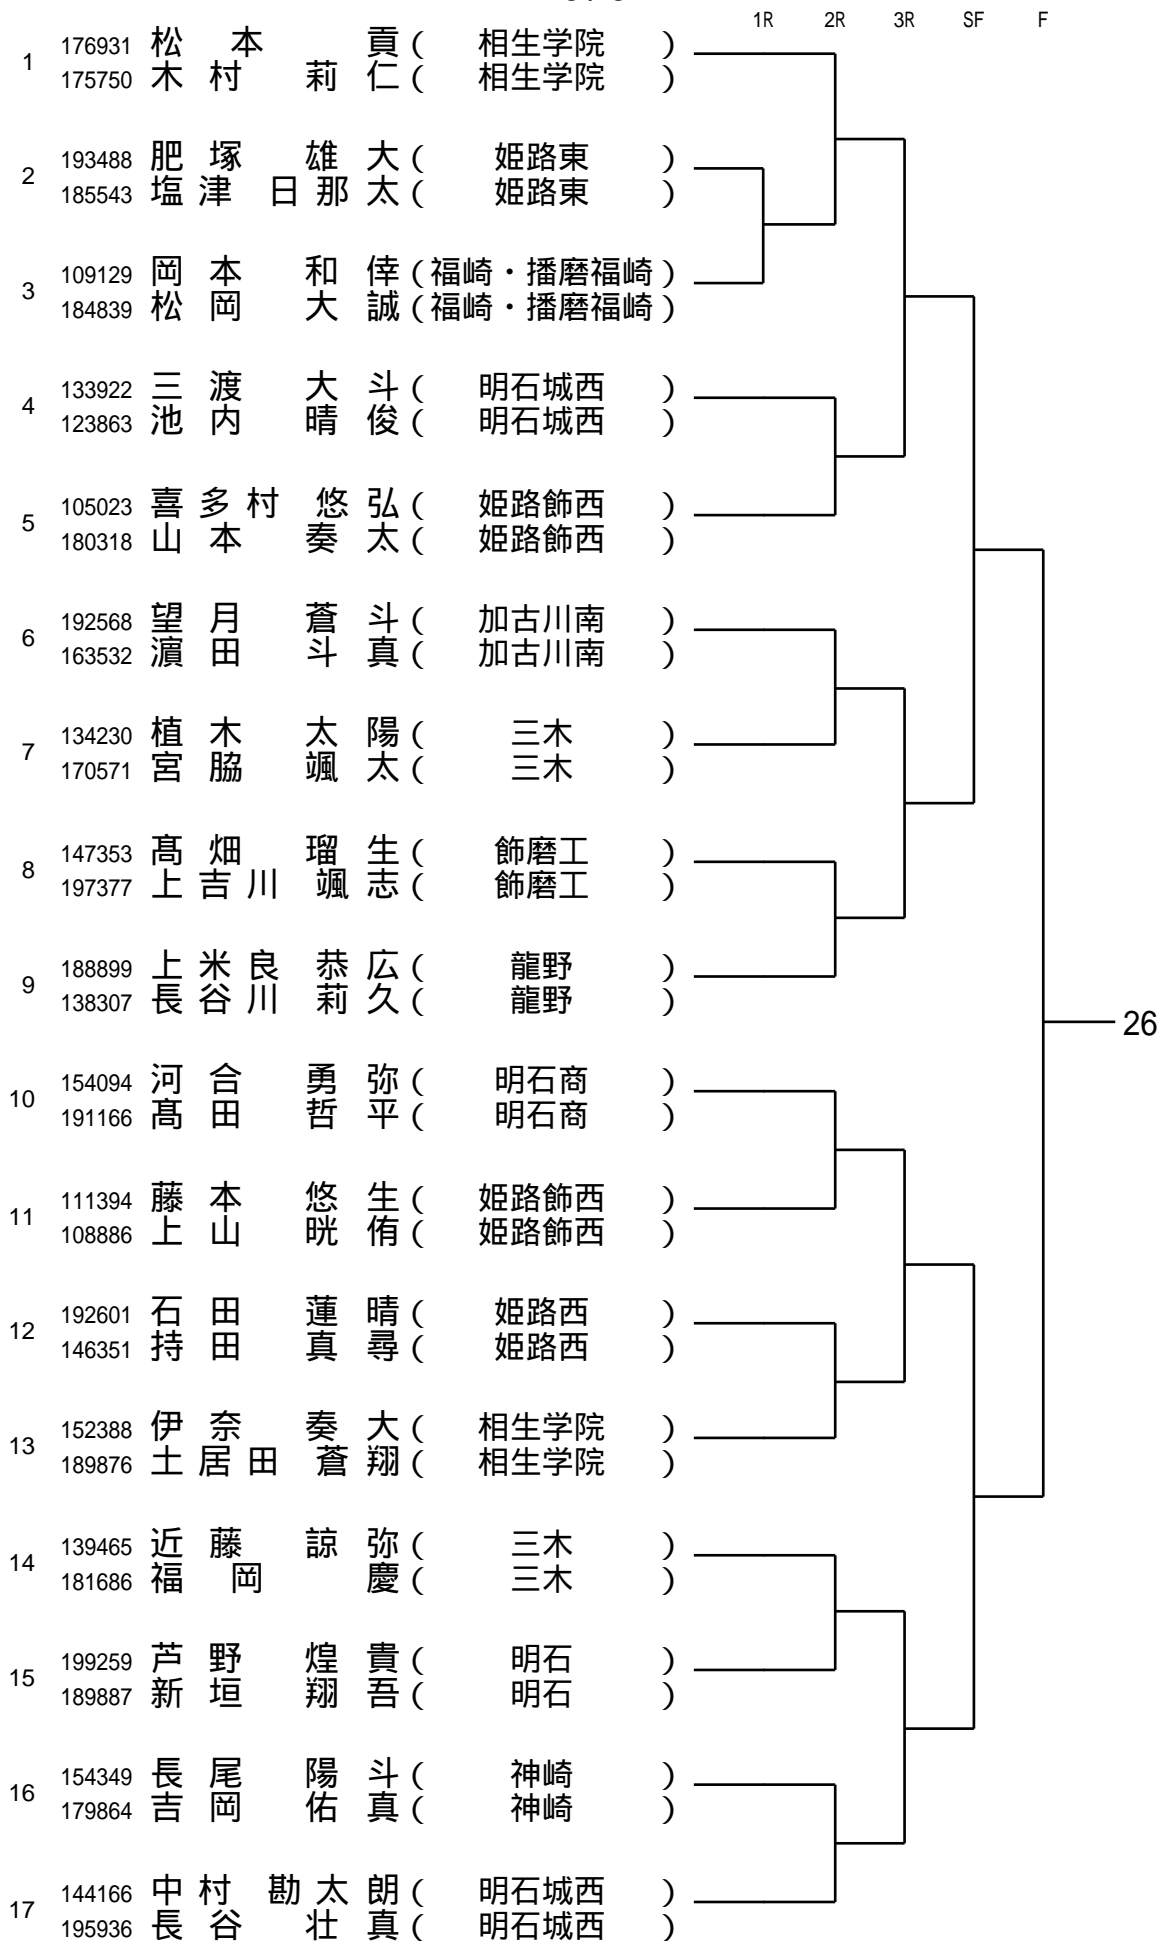 1R 2R 3R SF F
1 176931 松本 貢 ( 相生学院 )
175750 木村 莉仁 ( 相生学院 )
2 193488 肥塚 雄大 ( 姫路東 )
185543 塩津 日那太 ( 姫路東 )
3 109129 岡本 和倖 ( 福崎・播磨福崎 )
184839 松岡 大誠 ( 福崎・播磨福崎 )
4 133922 三渡 大斗 ( 明石城西 )
123863 池内 晴俊 ( 明石城西 )
5 105023 喜多村 悠弘 ( 姫路飾西 )
180318 山本 奏太 ( 姫路飾西 )
6 192568 望月 蒼斗 ( 加古川南 )
163532 濵田 斗真 ( 加古川南 )
7 134230 植木 太陽 ( 三木 )
170571 宮脇 颯太 ( 三木 )
8 147353 髙畑 瑠生 ( 飾磨工 )
197377 上吉川 颯志 ( 飾磨工 )
9 188899 上米良 恭広 ( 龍野 )
138307 長谷川 莉久 ( 龍野 )
26
10 154094 河合 勇弥 ( 明石商 )
191166 髙田 哲平 ( 明石商 )
11 111394 藤本 悠生 ( 姫路飾西 )
108886 上山 晄侑 ( 姫路飾西 )
12 192601 石田 蓮晴 ( 姫路西 )
146351 持田 真尋 ( 姫路西 )
13 152388 伊奈 奏大 ( 相生学院 )
189876 土居田 蒼翔 ( 相生学院 )
14 139465 近藤 諒弥 ( 三木 )
181686 福岡 慶 ( 三木 )
15 199259 芦野 煌貴 ( 明石 )
189887 新垣 翔吾 ( 明石 )
16 154349 長尾 陽斗 ( 神崎 )
179864 吉岡 佑真 ( 神崎 )
17 144166 中村 勘太朗 ( 明石城西 )
195936 長谷 壮真 ( 明石城西 )